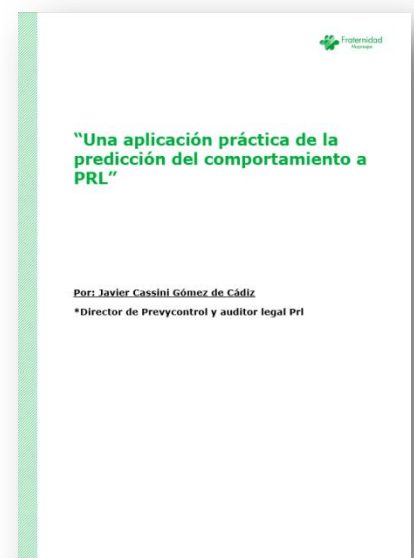 Fraternidad
Muprespa
“Una aplicación práctica de la
predicción del comportamiento a
PRL”
Por: Javier Cassini Gómez de Cádiz
*Director de Prevycontrol y auditor legal Prl